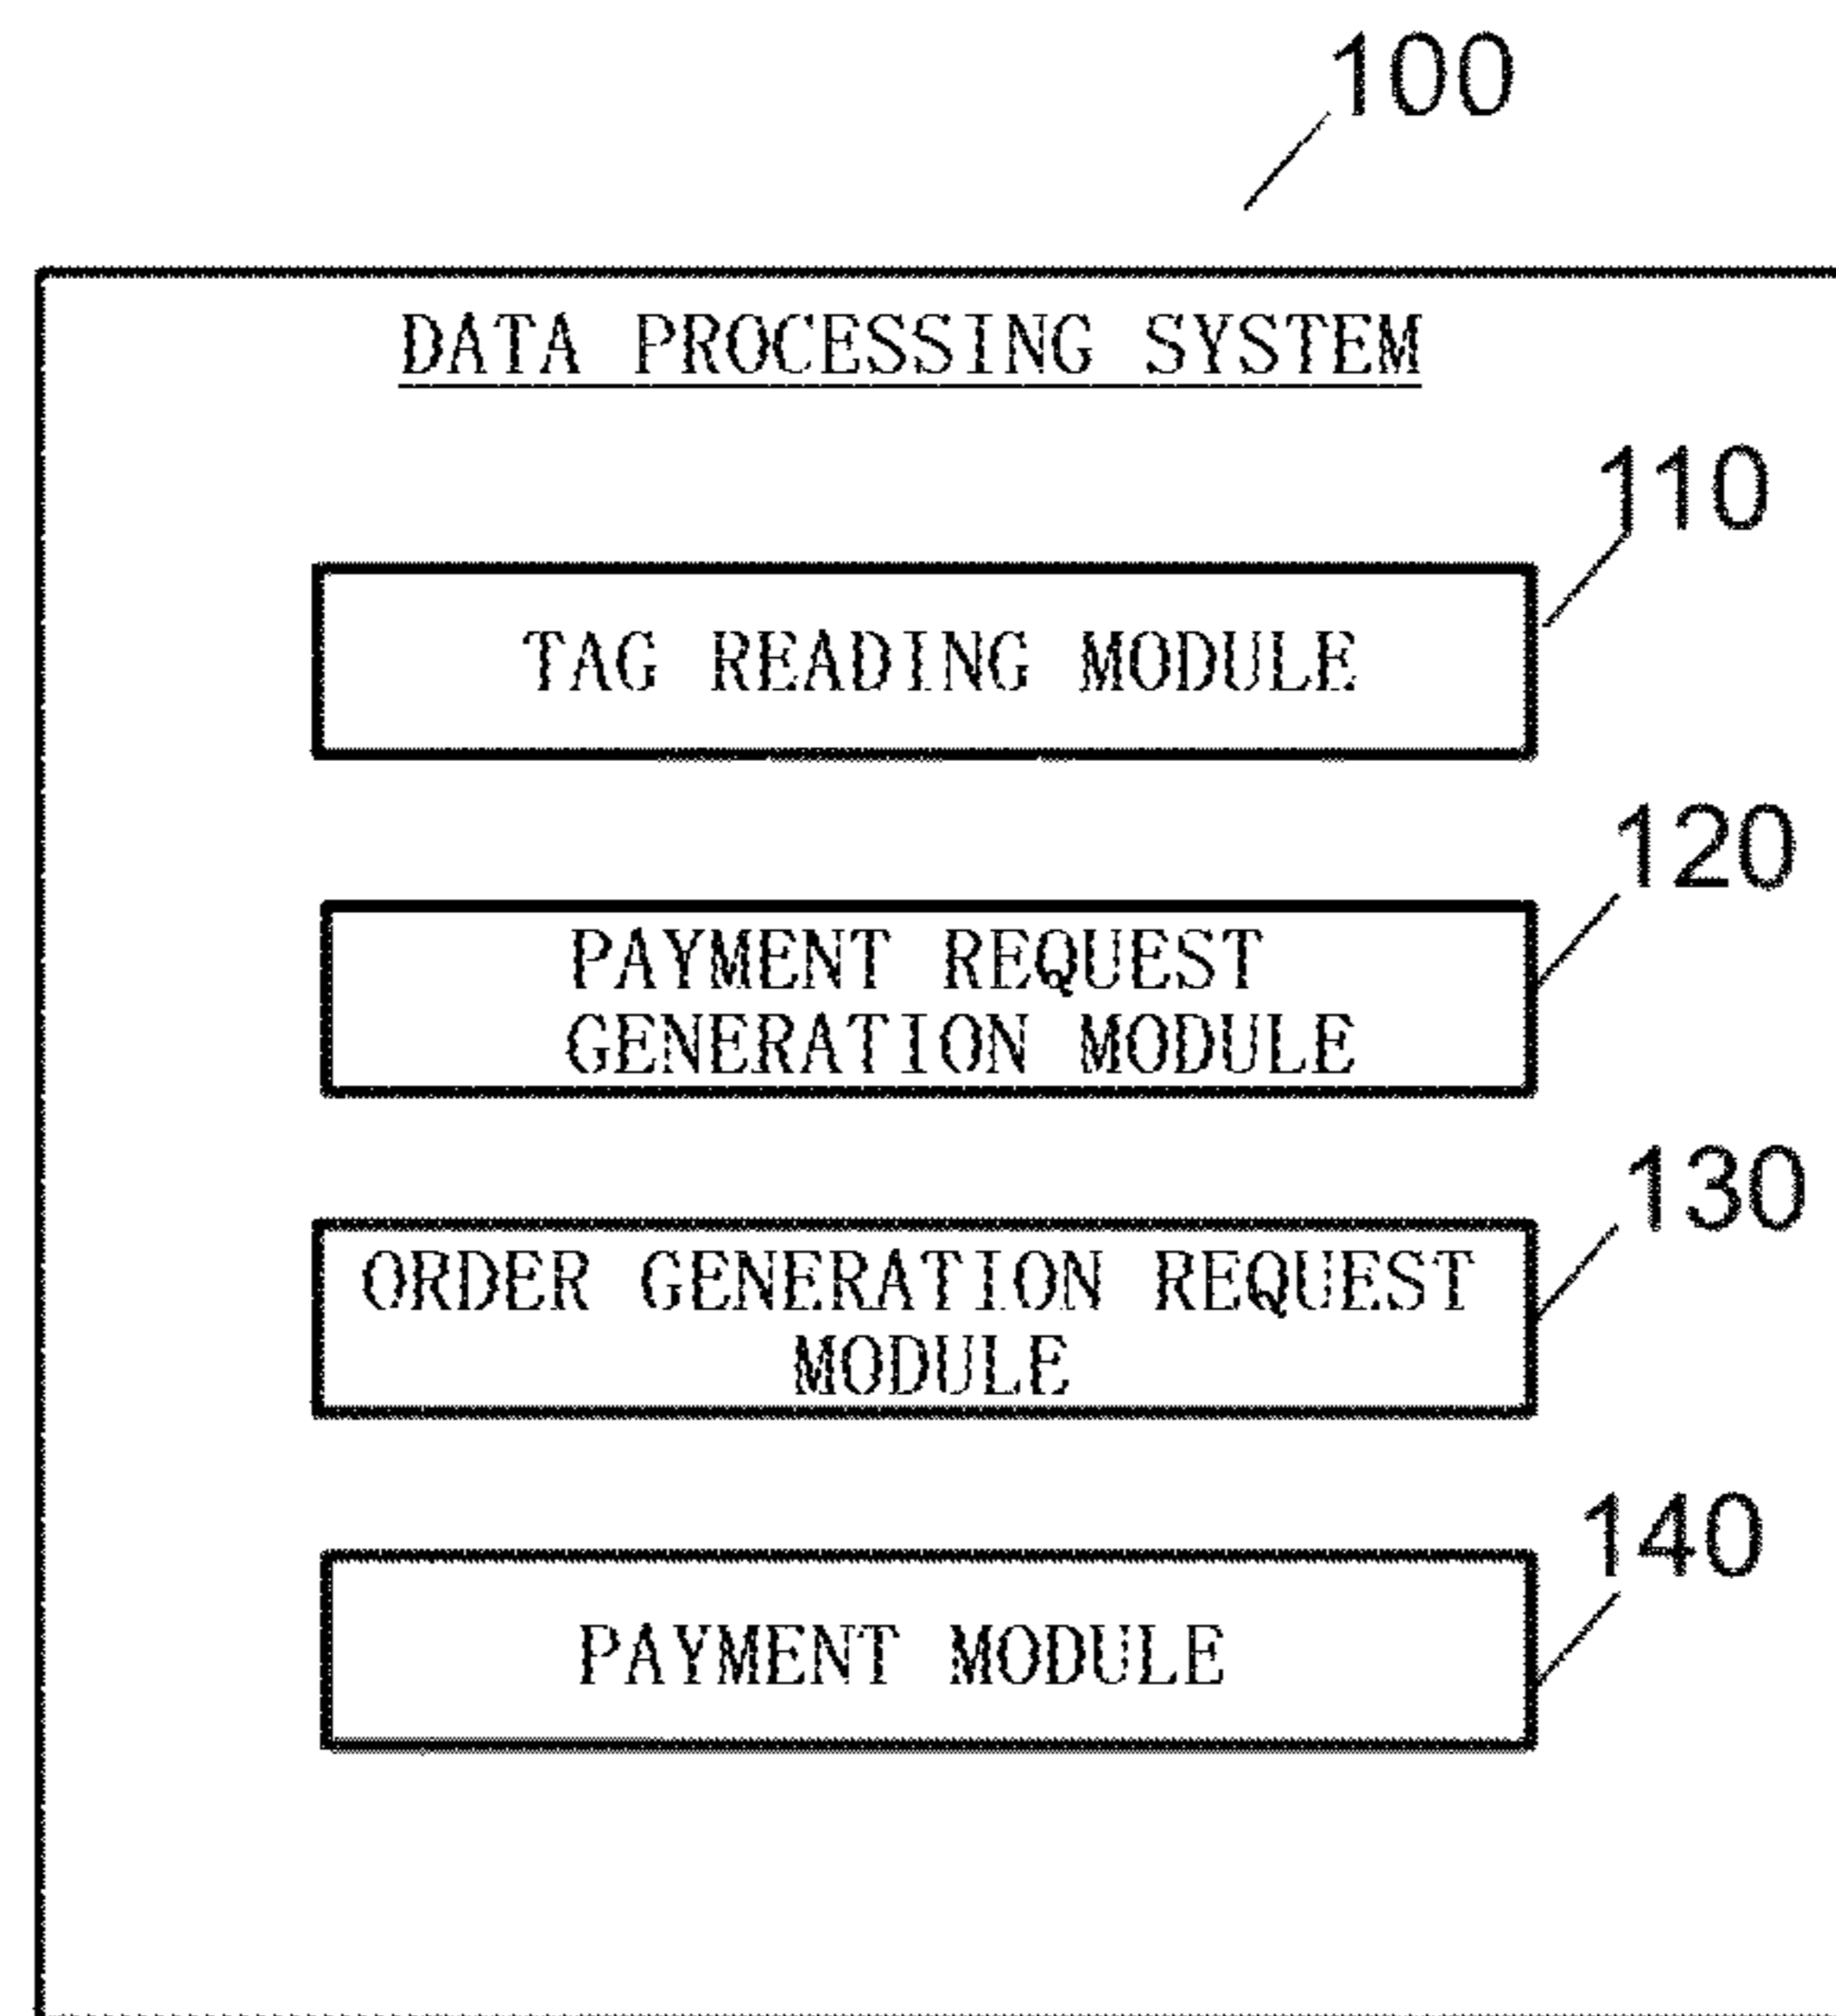 100
DATA PROCESSING SYSTEM
110
TAG READING MODULE
120
PAYMENT REQUEST
GENERATION MODULE
130
ORDER GENERATION REQUEST
MODULE
140
PAYMENT MODULE